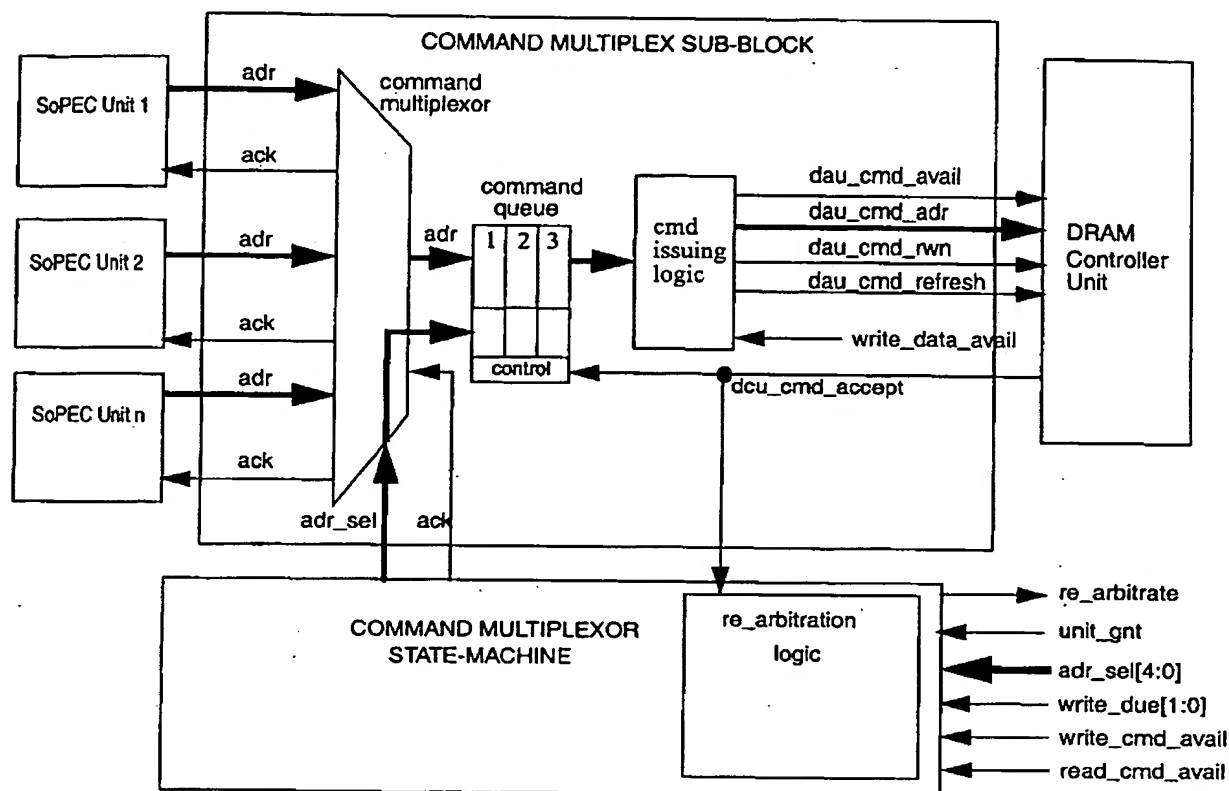 COMMAND MULTIPLEX SUB-BLOCK
SoPEC Unit 1
adr
ack
command
multiplexor
SoPEC Unit 2
adr
ack
SoPEC Unit n
adr
ack
adr
command
queue
1 2 3
control
cmd
issuing
logic
dau_cmd_avail
dau_cmd_adr
dau_cmd_rwn
dau_cmd_refresh
write_data_avail
dcu_cmd_accept
DRAM
Controller
Unit
adr_sel
ack
COMMAND MULTIPLEXOR
STATE-MACHINE
re_arbitration
logic
re_arbitrate
unit_gnt
adr_sel[4:0]
write_due[1:0]
write_cmd_avail
read_cmd_avail